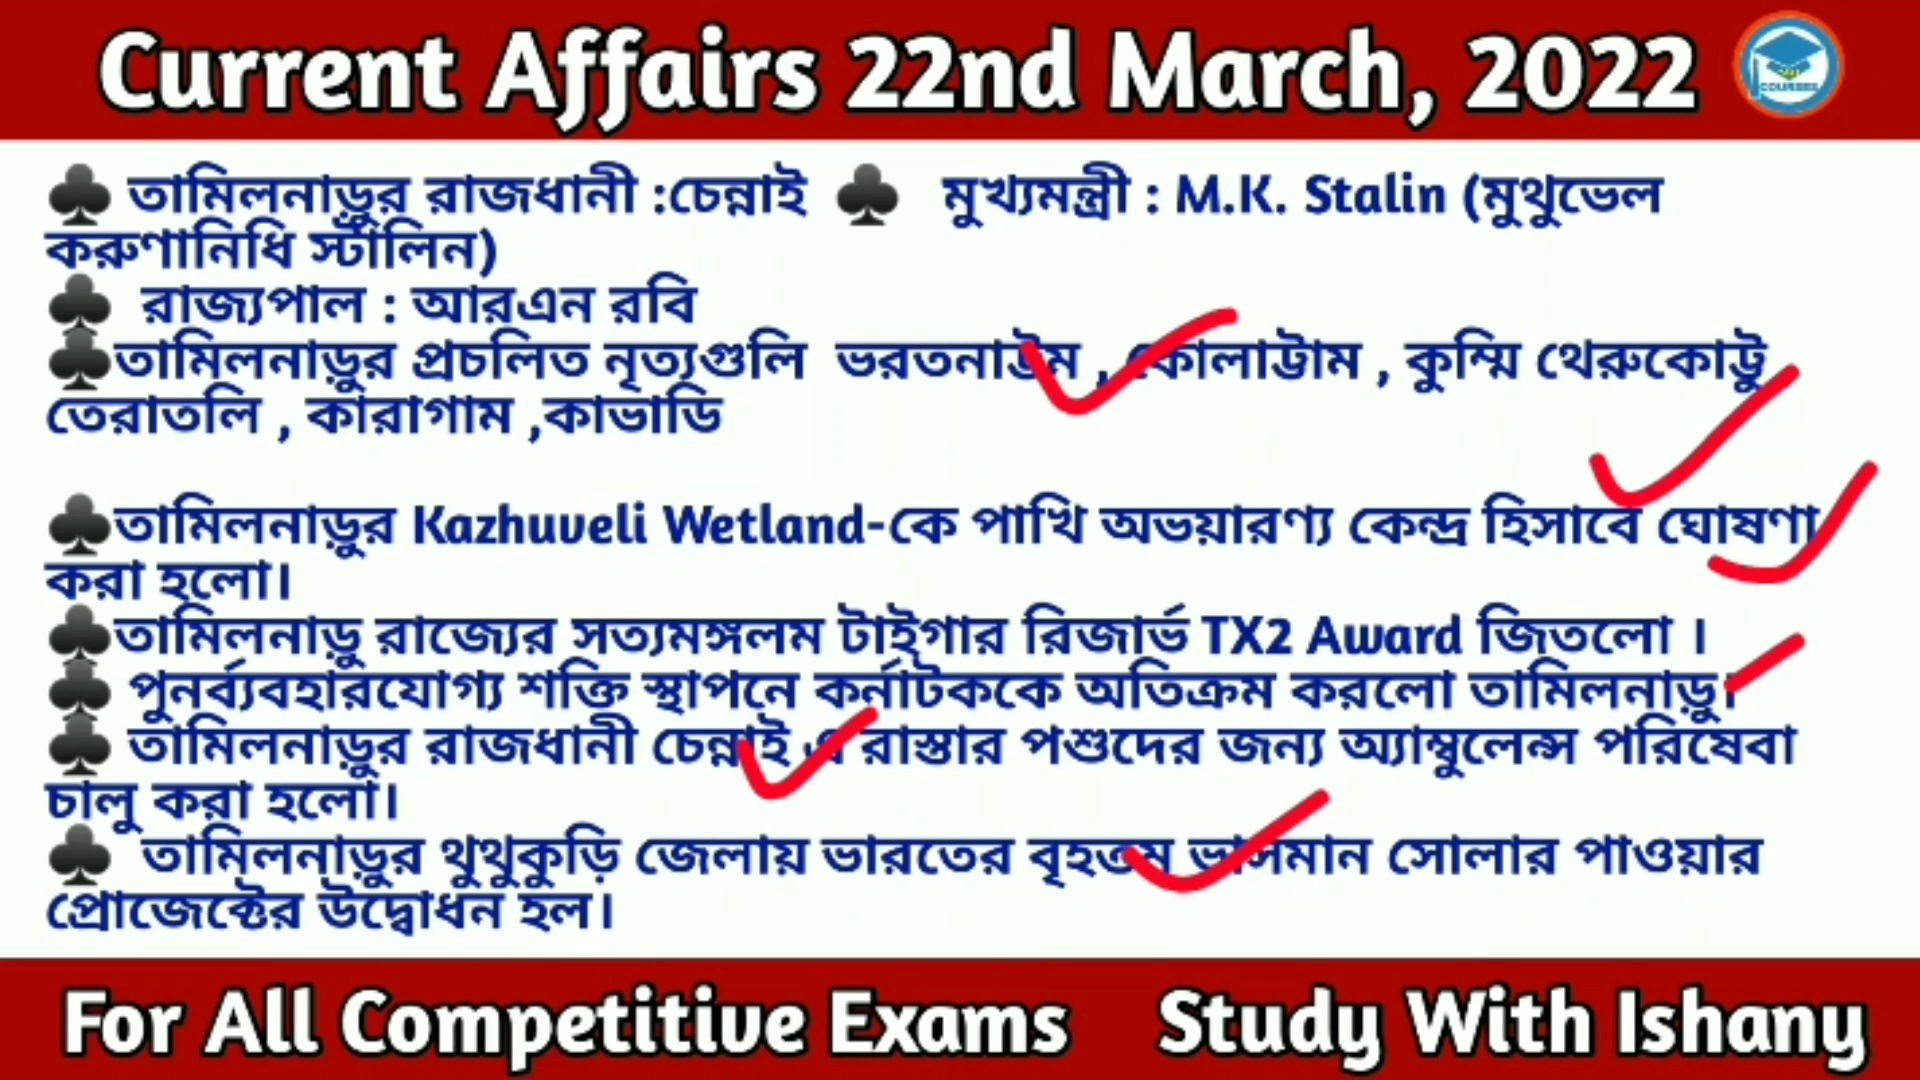 Current Affairs 22nd March, 2022
COURSES
♣ তামিলনাড়ুর রাজধানী :চেন্নাই ♣ মুখ্যমন্ত্রী : M.K. Stalin (মুথুভেল
করুণানিধি স্টালিন)
♣ রাজ্যপাল : আরএন রবি
♣তামিলনাড়ুর প্রচলিত নৃত্যগুলি ভরতনাট্টম , কোলাট্টাম , কুম্মি থেরুকোট্টু
তেরাতলি , কারাগাম ,কাভাডি
♣তামিলনাড়ুর Kazhuveli Wetland-কে পাখি অভয়ারণ্য কেন্দ্র হিসাবে ঘোষণা
করা হলো।
♣তামিলনাড়ু রাজ্যের সত্যমঙ্গলম টাইগার রিজার্ভ TX2 Award জিতলো ।
♣ পুনর্ব্যবহারযোগ্য শক্তি স্থাপনে কর্নাটককে অতিক্রম করলো তামিলনাড়ু।
♣ তামিলনাড়ুর রাজধানী চেন্নাই এ রাস্তার পশুদের জন্য অ্যাম্বুলেন্স পরিষেবা
চালু করা হলো।
♣ তামিলনাড়ুর থুথুকুড়ি জেলায় ভারতের বৃহত্তম ভাসমান সোলার পাওয়ার
প্রোজেক্টের উদ্বোধন হল।
For All Competitive Exams Study With Ishany